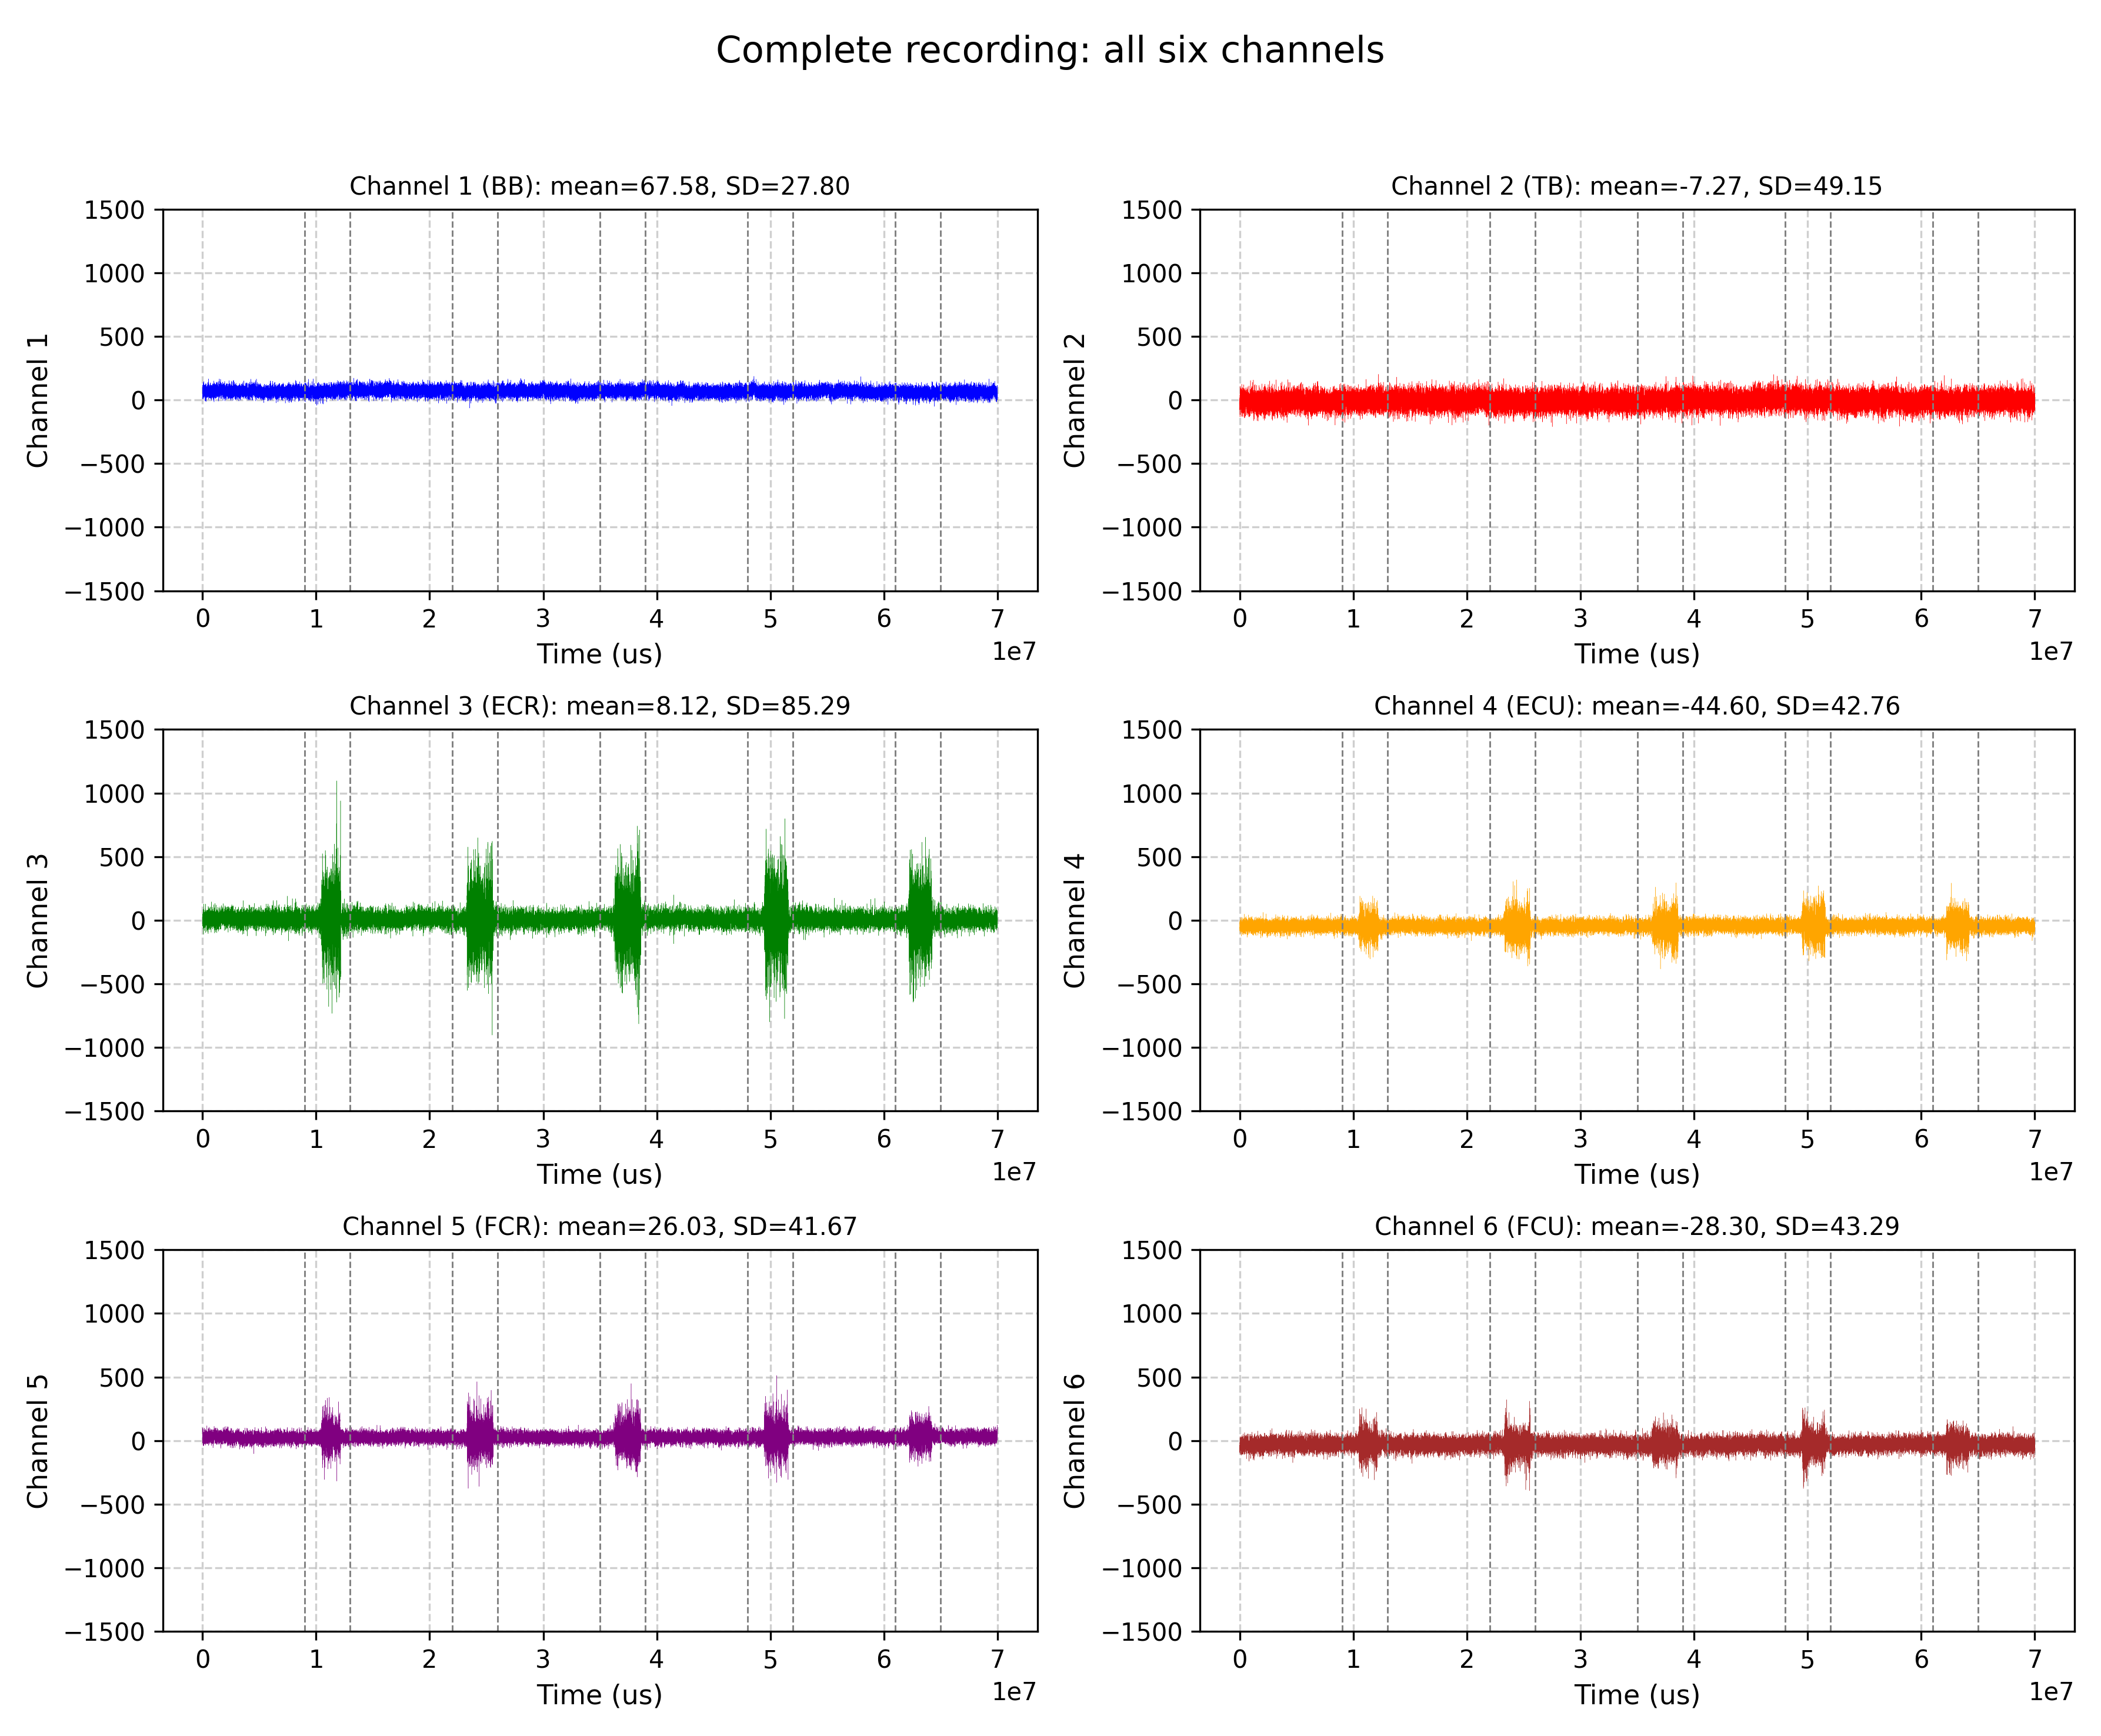 Complete recording: all six channels
Channel 1 (BB): mean=67.58, SD=27.80
1500
1000
500
0
−500
−1000
−1500
Channel 1
0 1 2 3 4 5 6 7
Time (us)
1e7
Channel 2 (TB): mean=-7.27, SD=49.15
1500
1000
500
0
−500
−1000
−1500
Channel 2
0 1 2 3 4 5 6 7
Time (us)
1e7
Channel 3 (ECR): mean=8.12, SD=85.29
1500
1000
500
0
−500
−1000
−1500
Channel 3
0 1 2 3 4 5 6 7
Time (us)
1e7
Channel 4 (ECU): mean=-44.60, SD=42.76
1500
1000
500
0
−500
−1000
−1500
Channel 4
0 1 2 3 4 5 6 7
Time (us)
1e7
Channel 5 (FCR): mean=26.03, SD=41.67
1500
1000
500
0
−500
−1000
−1500
Channel 5
0 1 2 3 4 5 6 7
Time (us)
1e7
Channel 6 (FCU): mean=-28.30, SD=43.29
1500
1000
500
0
−500
−1000
−1500
Channel 6
0 1 2 3 4 5 6 7
Time (us)
1e7